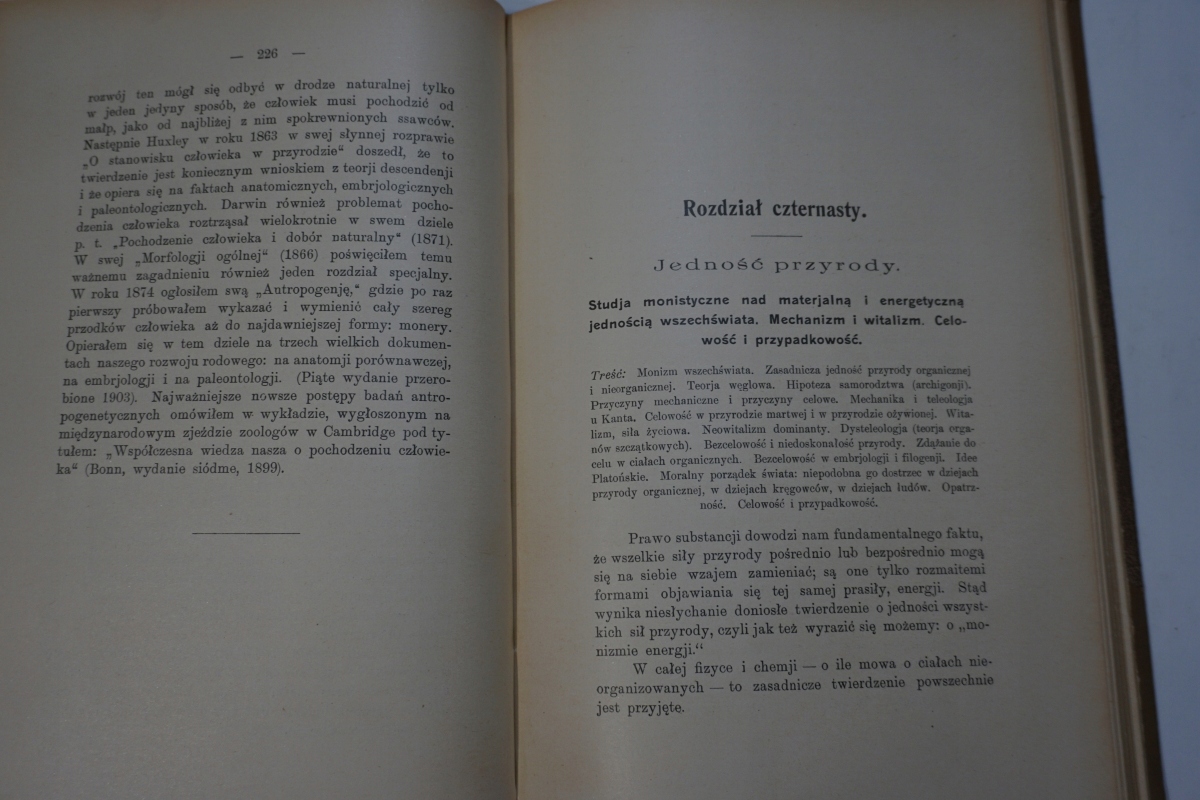 — 226 —
rozwój ten mógł się odbyć w drodze naturalnej tylko
w jeden jedyny sposób, że człowiek musi pochodzić od
małp, jako od najbliżej z nim spokrewnionych ssawców.
Następnie Huxley w roku 1863 w swej słynnej rozprawie
„O stanowisku człowieka w przyrodzie“ doszedł, że to
twierdzenie jest koniecznym wnioskiem z teorji descendenji
i że opiera się na faktach anatomicznych, embrjologicznych
i paleontologicznych. Darwin również problemat pocho-
dzenia człowieka roztrząsał wielokrotnie w swem dziele
p. t. „Pochodzenie człowieka i dobór naturalny“ (1871).
W swej „Morfologji ogólnej“ (1866) poświęciłem temu
ważnemu zagadnieniu również jeden rozdział specjalny.
W roku 1874 ogłosiłem swą „Antropogenję,“ gdzie po raz
pierwszy próbowałem wykazać i wymienić cały szereg
przodków człowieka aż do najdawniejszej formy: monery.
Opierałem się w tem dziele na trzech wielkich dokumen-
tach naszego rozwoju rodowego: na anatomji porównawczej,
na embrjologji i na paleontologji. (Piąte wydanie przero-
bione 1903). Najważniejsze nowsze postępy badań antro-
pogenetycznych omówiłem w wykładzie, wygłoszonym na
międzynarodowym zjeździe zoologów w Cambridge pod ty-
tułem: „Współczesna wiedza nasza o pochodzeniu człowie-
ka“ (Bonn, wydanie siódme, 1899).
Rozdział czternasty.
Jedność przyrody.
Studja monistyczne nad materjalną i energetyczną
jednością wszechświata. Mechanizm i witalizm. Celo-
wość i przypadkowość.
Treść: Monizm wszechświata. Zasadnicza jedność przyrody organicznej
i nieorganicznej. Teorja węglowa. Hipoteza samorodztwa (archigonji).
Przyczyny mechaniczne i przyczyny celowe. Mechanika i teleologja
u Kanta. Celowość w przyrodzie martwej i w przyrodzie ożywionej. Wita-
lizm, siła życiowa. Neowitalizm dominanty. Dysteleologja (teorja orga-
nów szczątkowych). Bezcelowość i niedoskonałość przyrody. Zdążanie do
celu w ciałach organicznych. Bezcelowość w embrjologji i filogenji. Idee
Platońskie. Moralny porządek świata: niepodobna go dostrzec w dziejach
przyrody organicznej, w dziejach kręgowców, w dziejach ludów. Opatrz-
ność. Celowość i przypadkowość.
Prawo substancji dowodzi nam fundamentalnego faktu,
że wszelkie siły przyrody pośrednio lub bezpośrednio mogą
się na siebie wzajem zamieniać; są one tylko rozmaitemi
formami objawiania się tej samej prasiły, energji. Stąd
wynika niesłychanie doniosłe twierdzenie o jedności wszyst-
kich sił przyrody, czyli jak też wyrazić się możemy: o „mo-
nizmie energji.“
W całej fizyce i chemji — o ile mowa o ciałach nie-
organizowanych — to zasadnicze twierdzenie powszechnie
jest przyjęte.